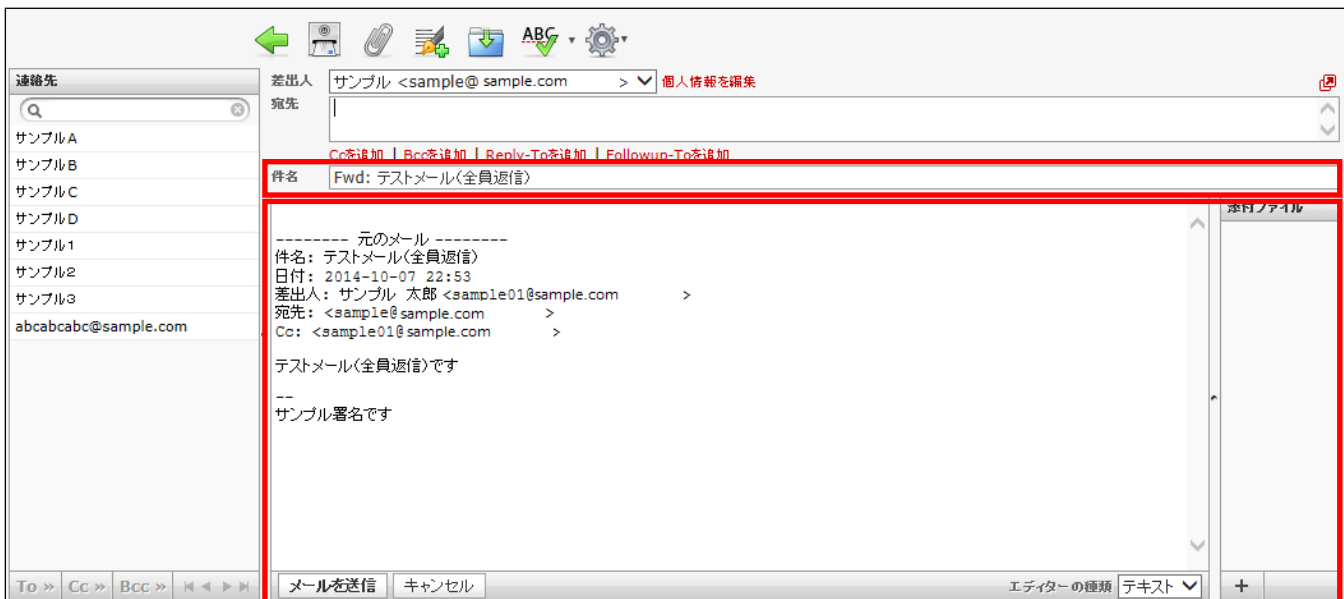 ABC
連絡先
サンプルA
サンプルB
サンプルC
サンプルD
サンプル1
サンプル2
サンプル3
abcabcabc@sample.com
To » Cc » Bcc »
差出人 サンプル <sample@ sample.com > 個人情報を編集
宛先
Ccを追加 | Bccを追加 | Reply-Toを追加 | Followup-Toを追加
件名 Fwd: テストメール(全員返信)
-------- 元のメール --------
件名: テストメール(全員返信)
日付: 2014-10-07 22:53
差出人: サンプル 太郎 <sample01@sample.com >
宛先: <sample@sample.com >
Cc: <sample01@sample.com >
テストメール(全員返信)です
--
サンプル署名です
添付ファイル
メールを送信 キャンセル エディターの種類 テキスト +